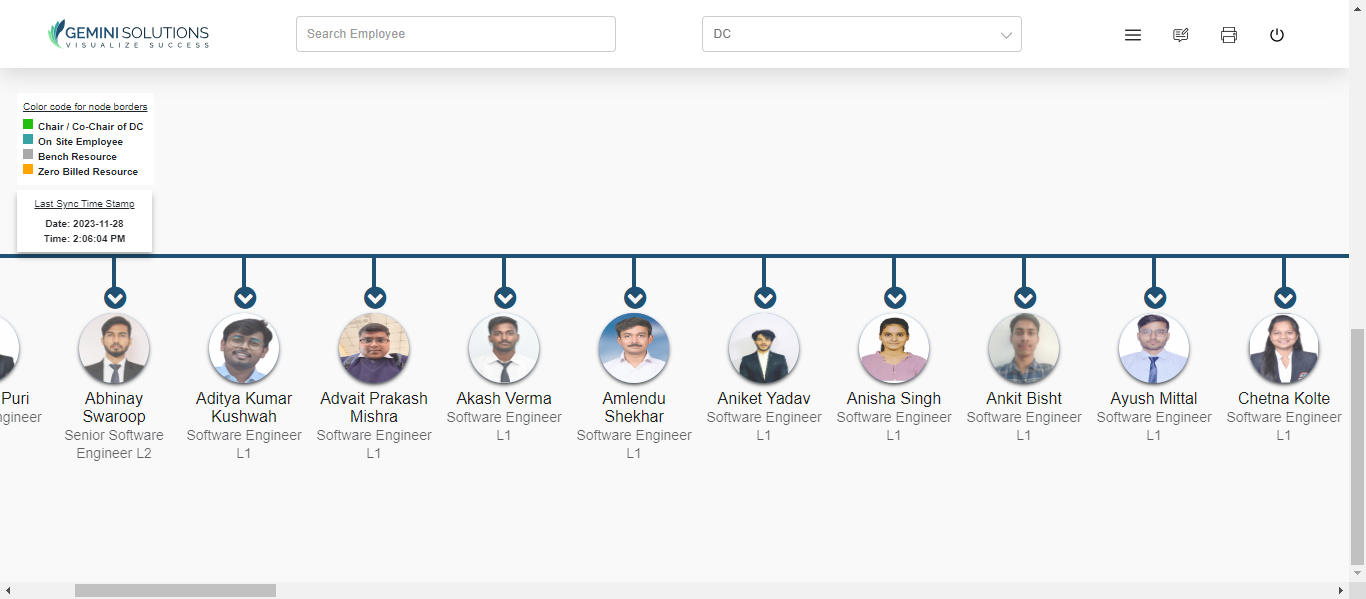 GEMINI SOLUTIONS
VISUALIZE SUCCESS
Search Employee
DC
Color code for node borders
Chair / Co-Chair of DC
On Site Employee
Bench Resource
Zero Billed Resource
Last Sync Time Stamp
Date: 2023-11-28
Time: 2:06:04 PM
Puri
ngineer
Abhinay
Swaroop
Senior Software
Engineer L2
Aditya Kumar
Kushwah
Software Engineer
L1
Advait Prakash
Mishra
Software Engineer
L1
Akash Verma
Software Engineer
L1
Amlendu
Shekhar
Software Engineer
L1
Aniket Yadav
Software Engineer
L1
Anisha Singh
Software Engineer
L1
Ankit Bisht
Software Engineer
L1
Ayush Mittal
Software Engineer
L1
Chetna Kolte
Software Engineer
L1